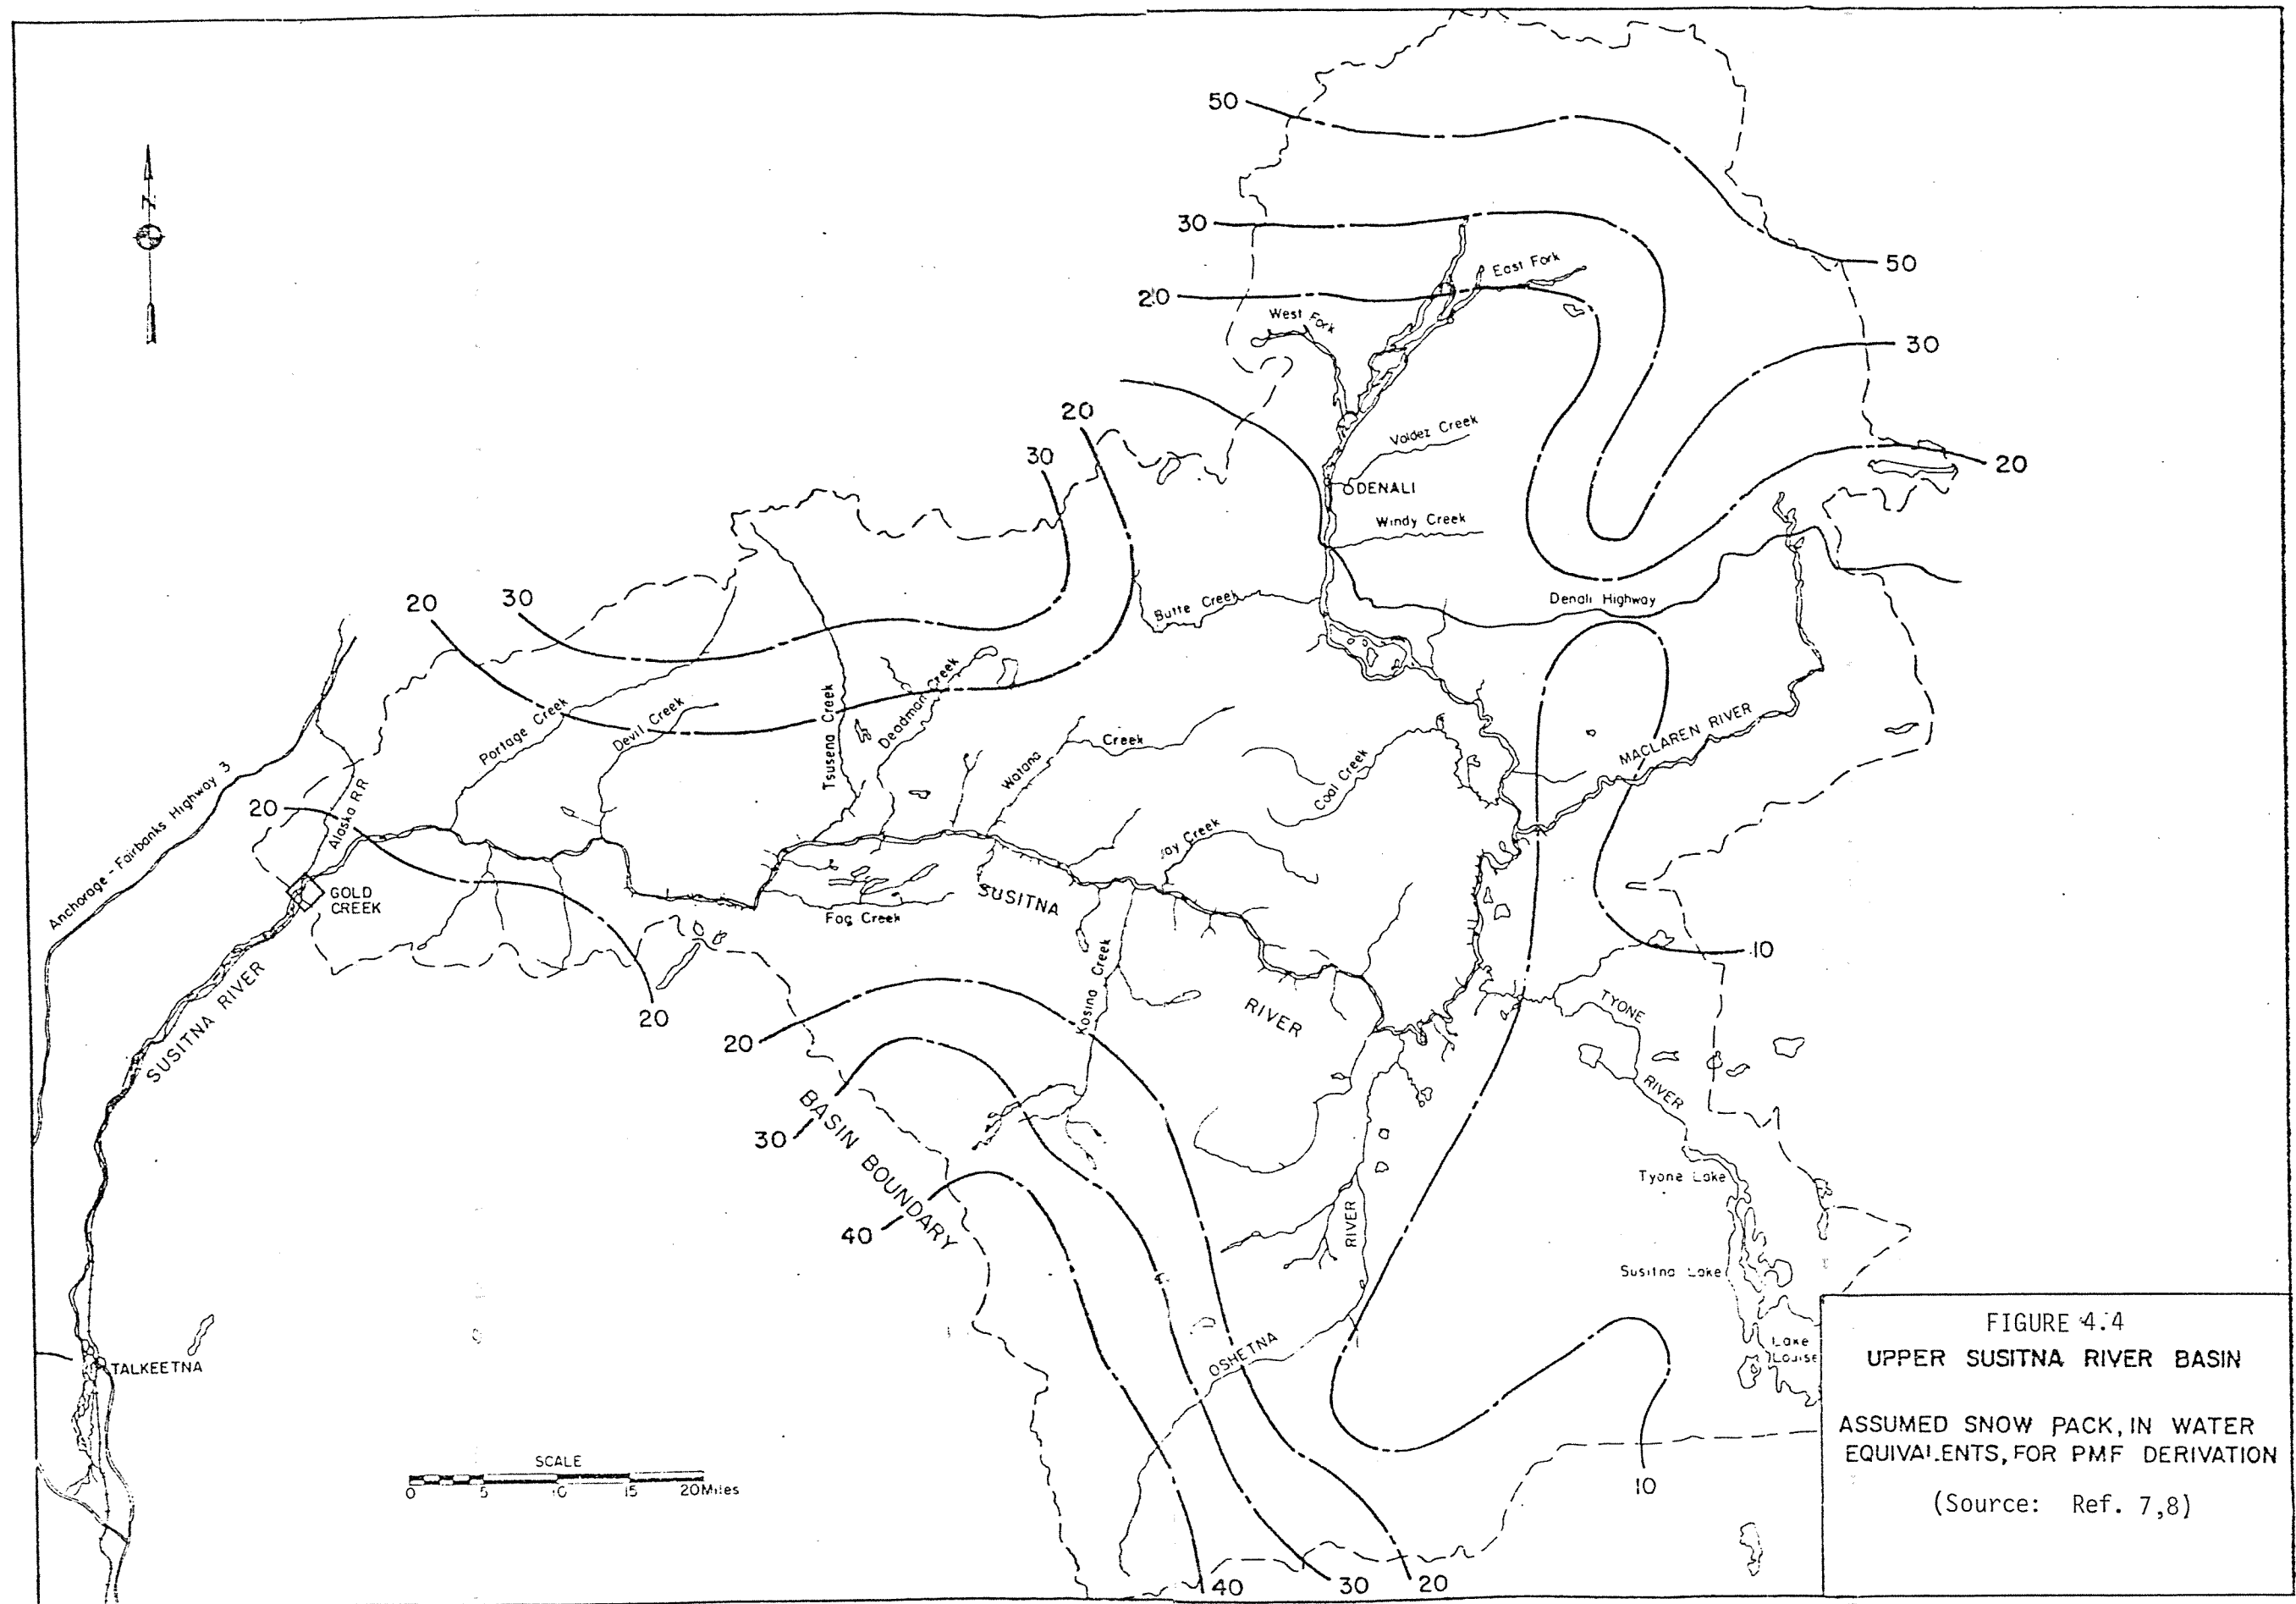 50
N
30
50
East Fork
20
West Fork
30
20
Valdez Creek
30
20
DENALI
Windy Creek
20
30
Butte Creek
Denali Highway
Portage Creek
Devil Creek
Tsusena Creek
Deadman Creek
Watana
Creek
Coal Creek
MACLAREN RIVER
Anchorage - Fairbanks Highway 3
20
Alaska RR
Jay Creek
GOLD
CREEK
Fog Creek
SUSITNA
RIVER
10
Kosina Creek
SUSITNA RIVER
20
20
TYONE
RIVER
30
BASIN BOUNDARY
40
Tyone Lake
RIVER
OSHETNA
Susitna Lake
Lake
Louise
TALKEETNA
SCALE
0 5 10 15 20 Miles
10
40
30
20
FIGURE 4.4
UPPER SUSITNA RIVER BASIN
ASSUMED SNOW PACK, IN WATER
EQUIVALENTS, FOR PMF DERIVATION
(Source: Ref. 7,8)